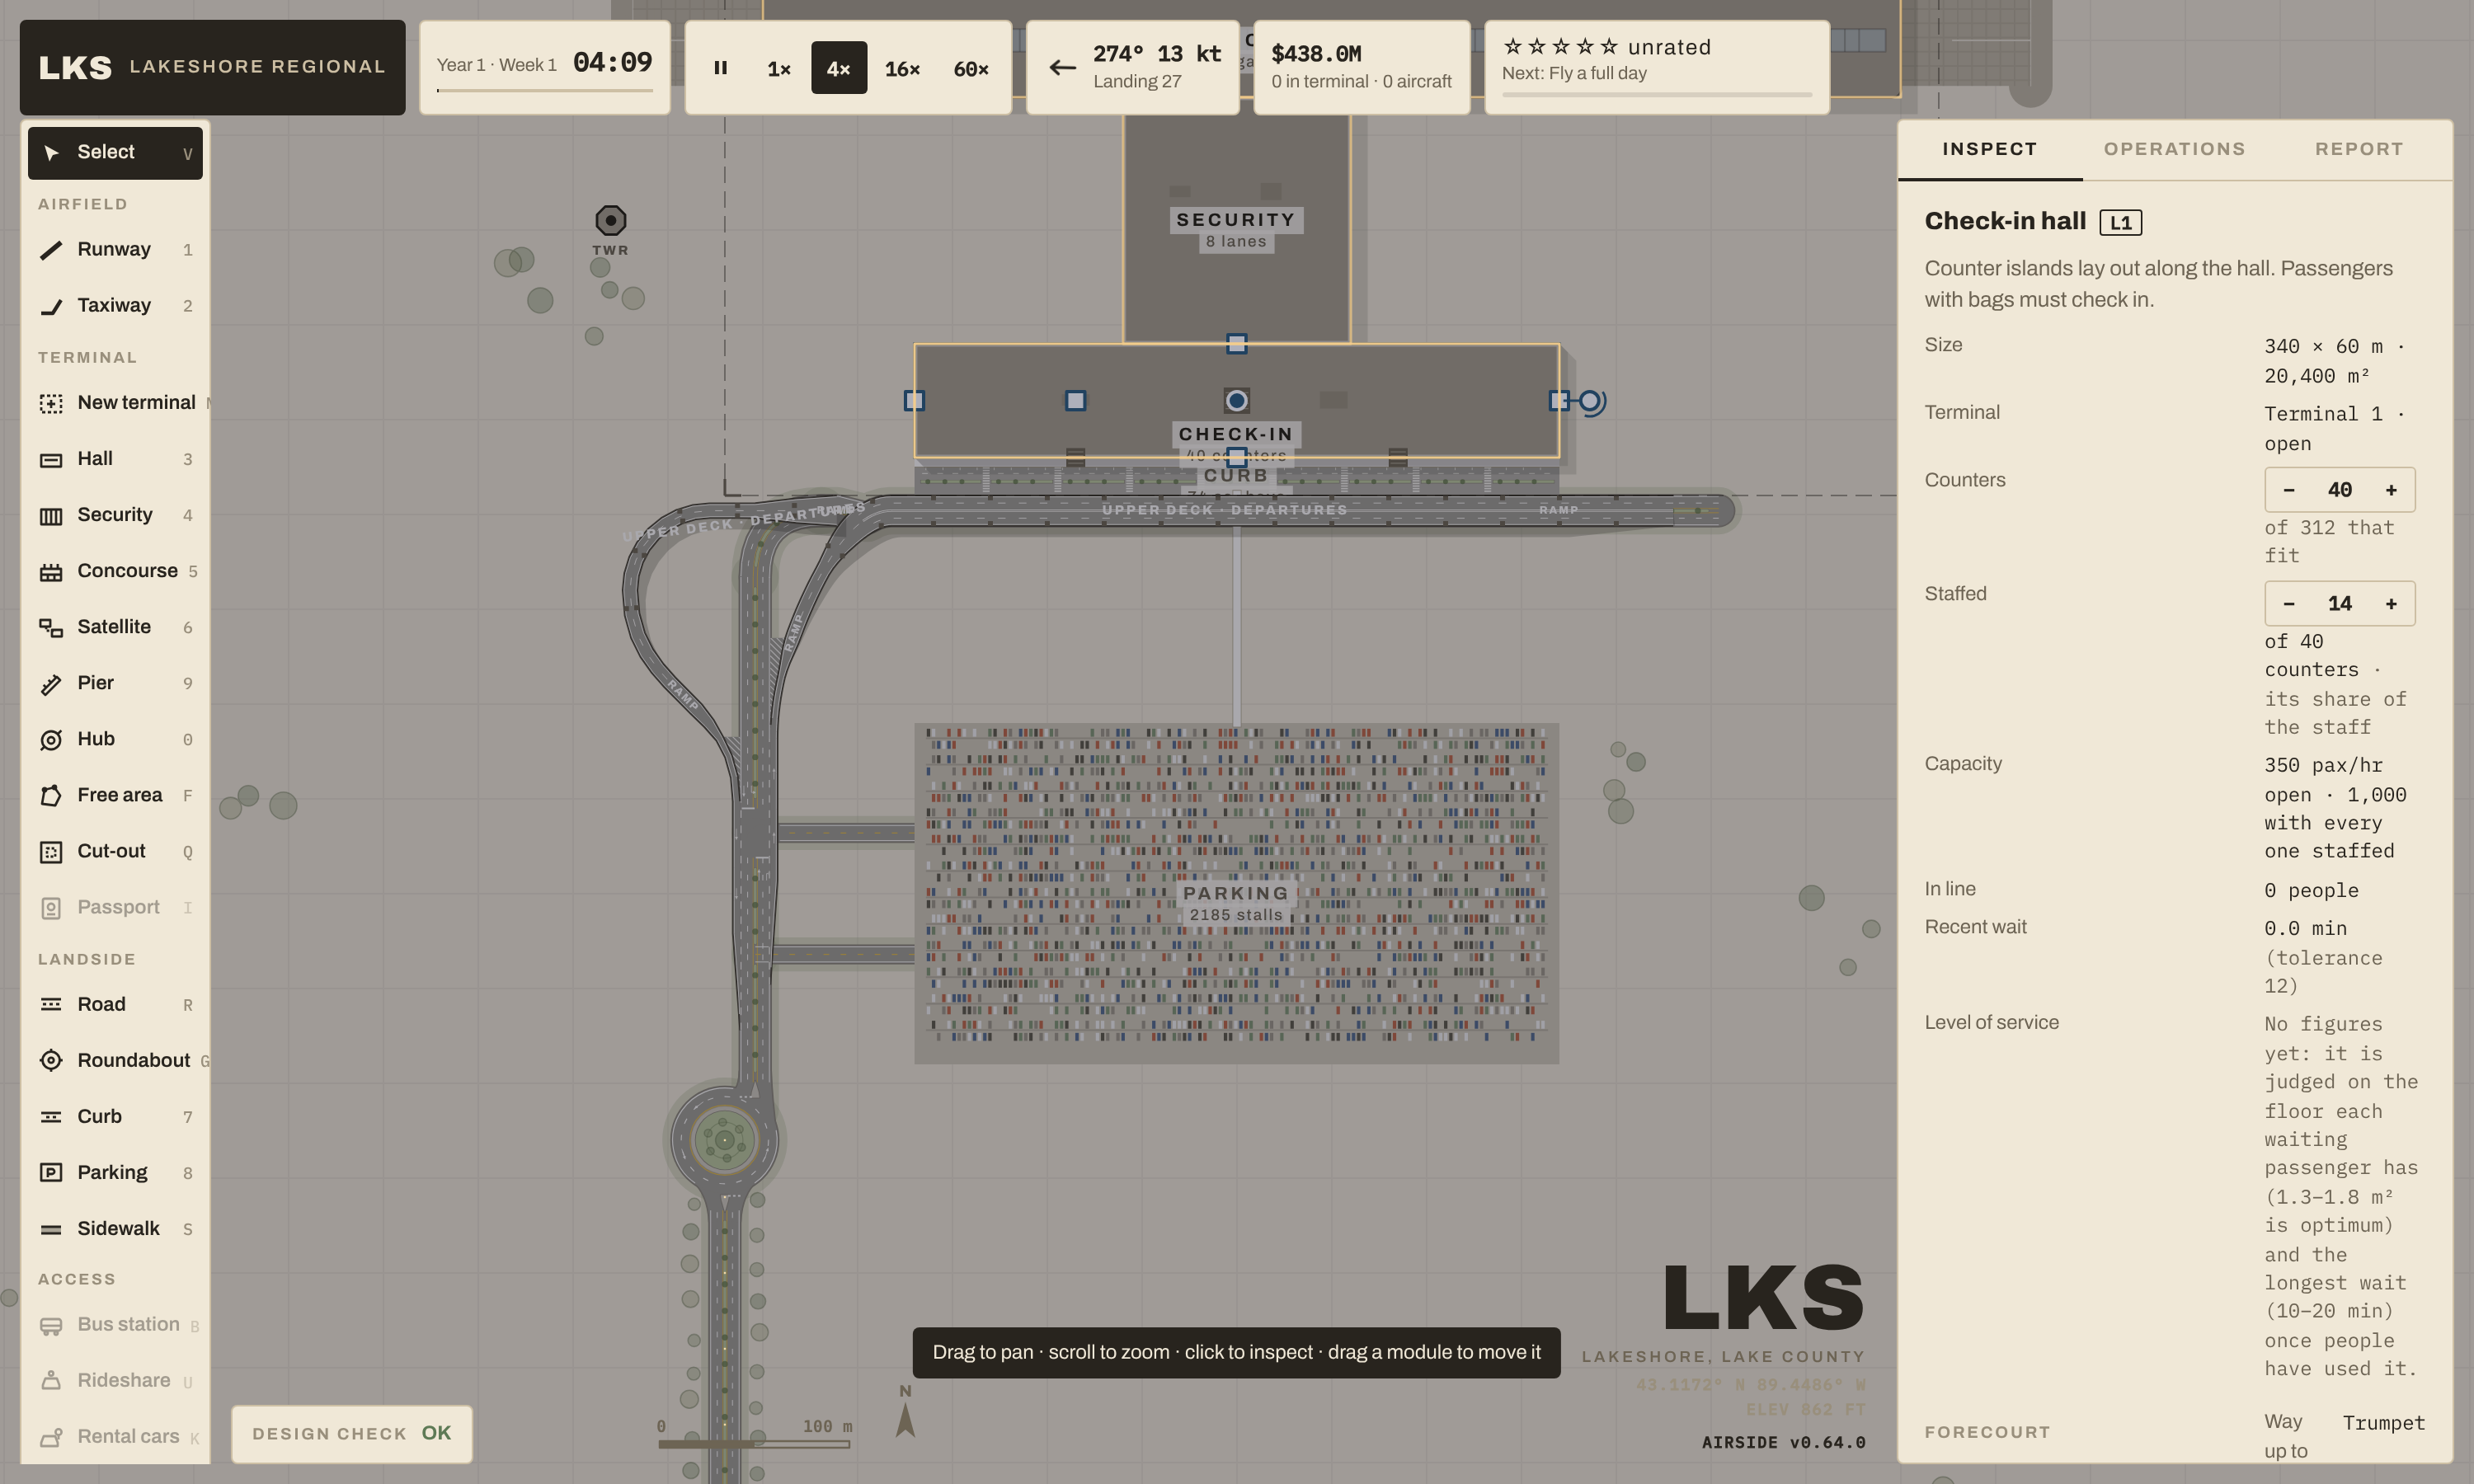 LKS LAKESHORE REGIONAL
Year 1 · Week 1 04:09
1× 4× 16× 60×
274° 13 kt
Landing 27
$438.0M
0 in terminal · 0 aircraft
☆☆☆☆☆ unrated
Next: Fly a full day
Select V
AIRFIELD
Runway 1
Taxiway 2
TERMINAL
New terminal
Hall 3
Security 4
Concourse 5
Satellite 6
Pier 9
Hub 0
Free area F
Cut-out Q
Passport I
LANDSIDE
Road R
Roundabout G
Curb 7
Parking 8
Sidewalk S
ACCESS
Bus station B
Rideshare U
Rental cars K
DESIGN CHECK OK
TWR
SECURITY
8 lanes
CHECK-IN
CURB
UPPER DECK · DEPARTURES
UPPER DECK · DEPARTURES
RAMP
RAMP
RAMP
PARKING
2185 stalls
Drag to pan · scroll to zoom · click to inspect · drag a module to move it
0 100 m
N
LKS
LAKESHORE, LAKE COUNTY
43.1172° N 89.4486° W
ELEV 862 FT
AIRSIDE v0.64.0
INSPECT OPERATIONS REPORT
Check-in hall L1
Counter islands lay out along the hall. Passengers
with bags must check in.
Size 340 × 60 m ·
20,400 m²
Terminal Terminal 1 ·
open
Counters − 40 +
of 312 that
fit
Staffed − 14 +
of 40
counters ·
its share of
the staff
Capacity 350 pax/hr
open · 1,000
with every
one staffed
In line 0 people
Recent wait 0.0 min
(tolerance
12)
Level of service No figures
yet: it is
judged on the
floor each
waiting
passenger has
(1.3–1.8 m²
is optimum)
and the
longest wait
(10–20 min)
once people
have used it.
FORECOURT Way Trumpet
up to